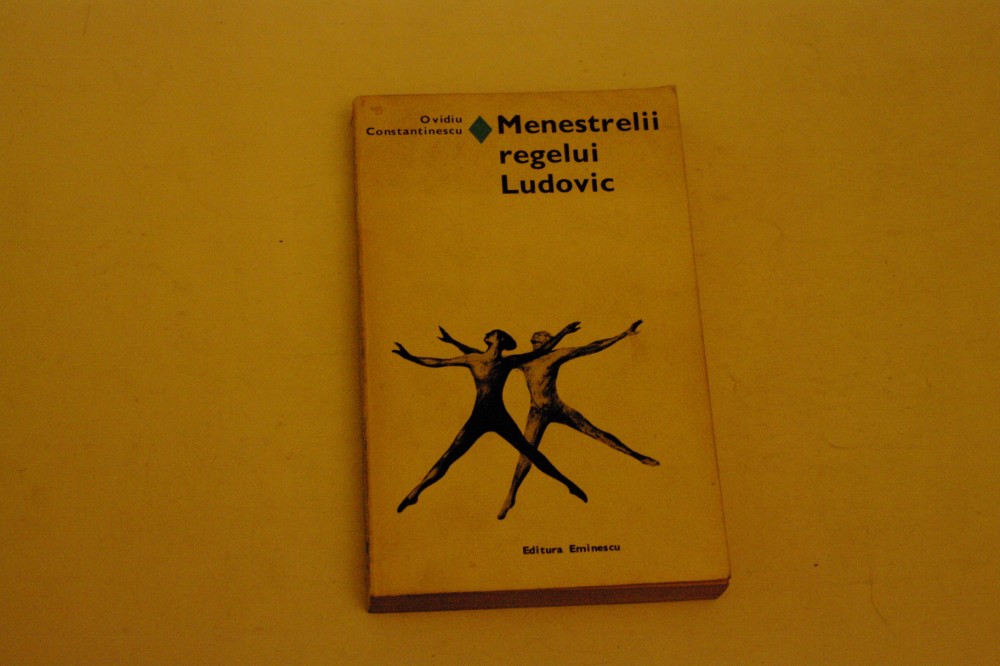 Ovidiu
Constantinescu
Menestrelii
regelui
Ludovic
Editura Eminescu